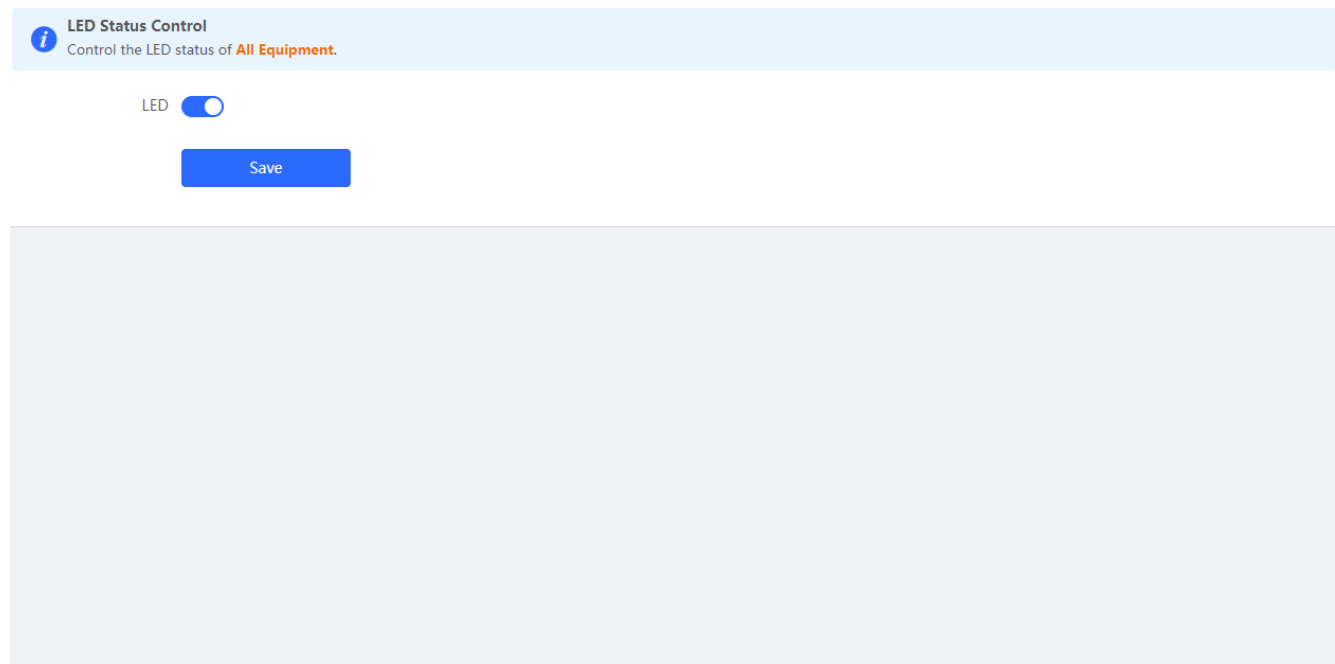 LED Status Control
Control the LED status of All Equipment.
LED
Save